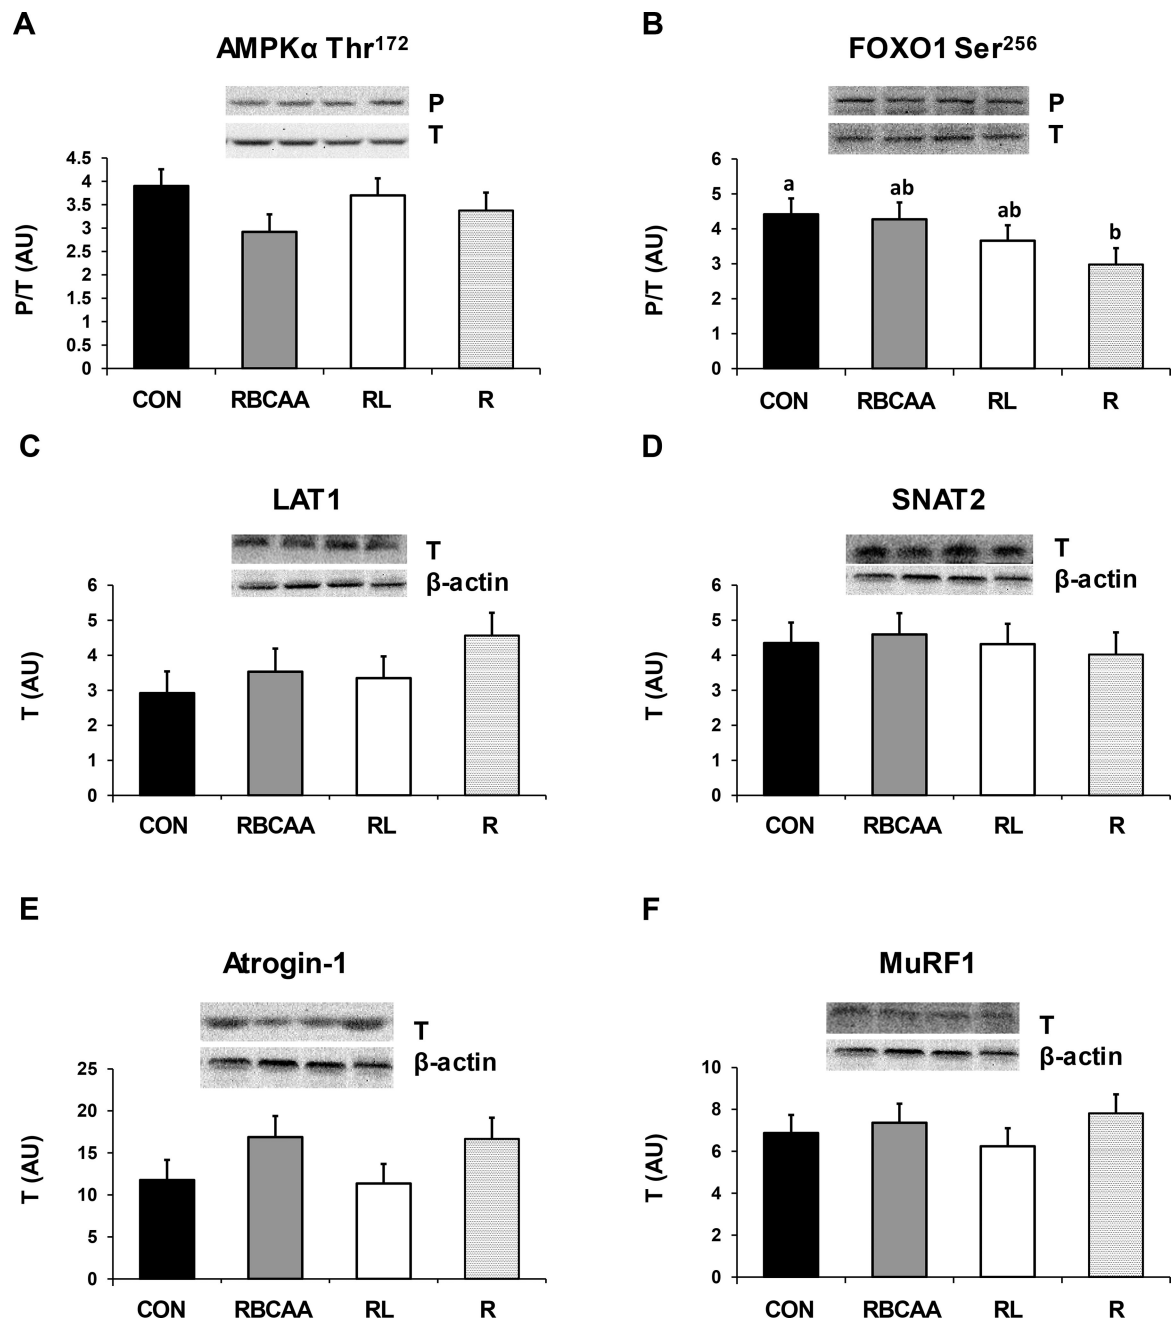 A
AMPKα Thr172
P
T
4.5
4
3.5
3
2.5
2
1.5
1
0.5
0
P/T (AU)
CON RBCAA RL R
B
FOXO1 Ser256
P
T
6
5
4
3
2
1
0
P/T (AU)
a ab ab b
CON RBCAA RL R
C
LAT1
T
β-actin
6
5
4
3
2
1
0
T (AU)
CON RBCAA RL R
D
SNAT2
T
β-actin
6
5
4
3
2
1
0
T (AU)
CON RBCAA RL R
E
Atrogin-1
T
β-actin
25
20
15
10
5
0
T (AU)
CON RBCAA RL R
F
MuRF1
T
β-actin
10
8
6
4
2
0
T (AU)
CON RBCAA RL R